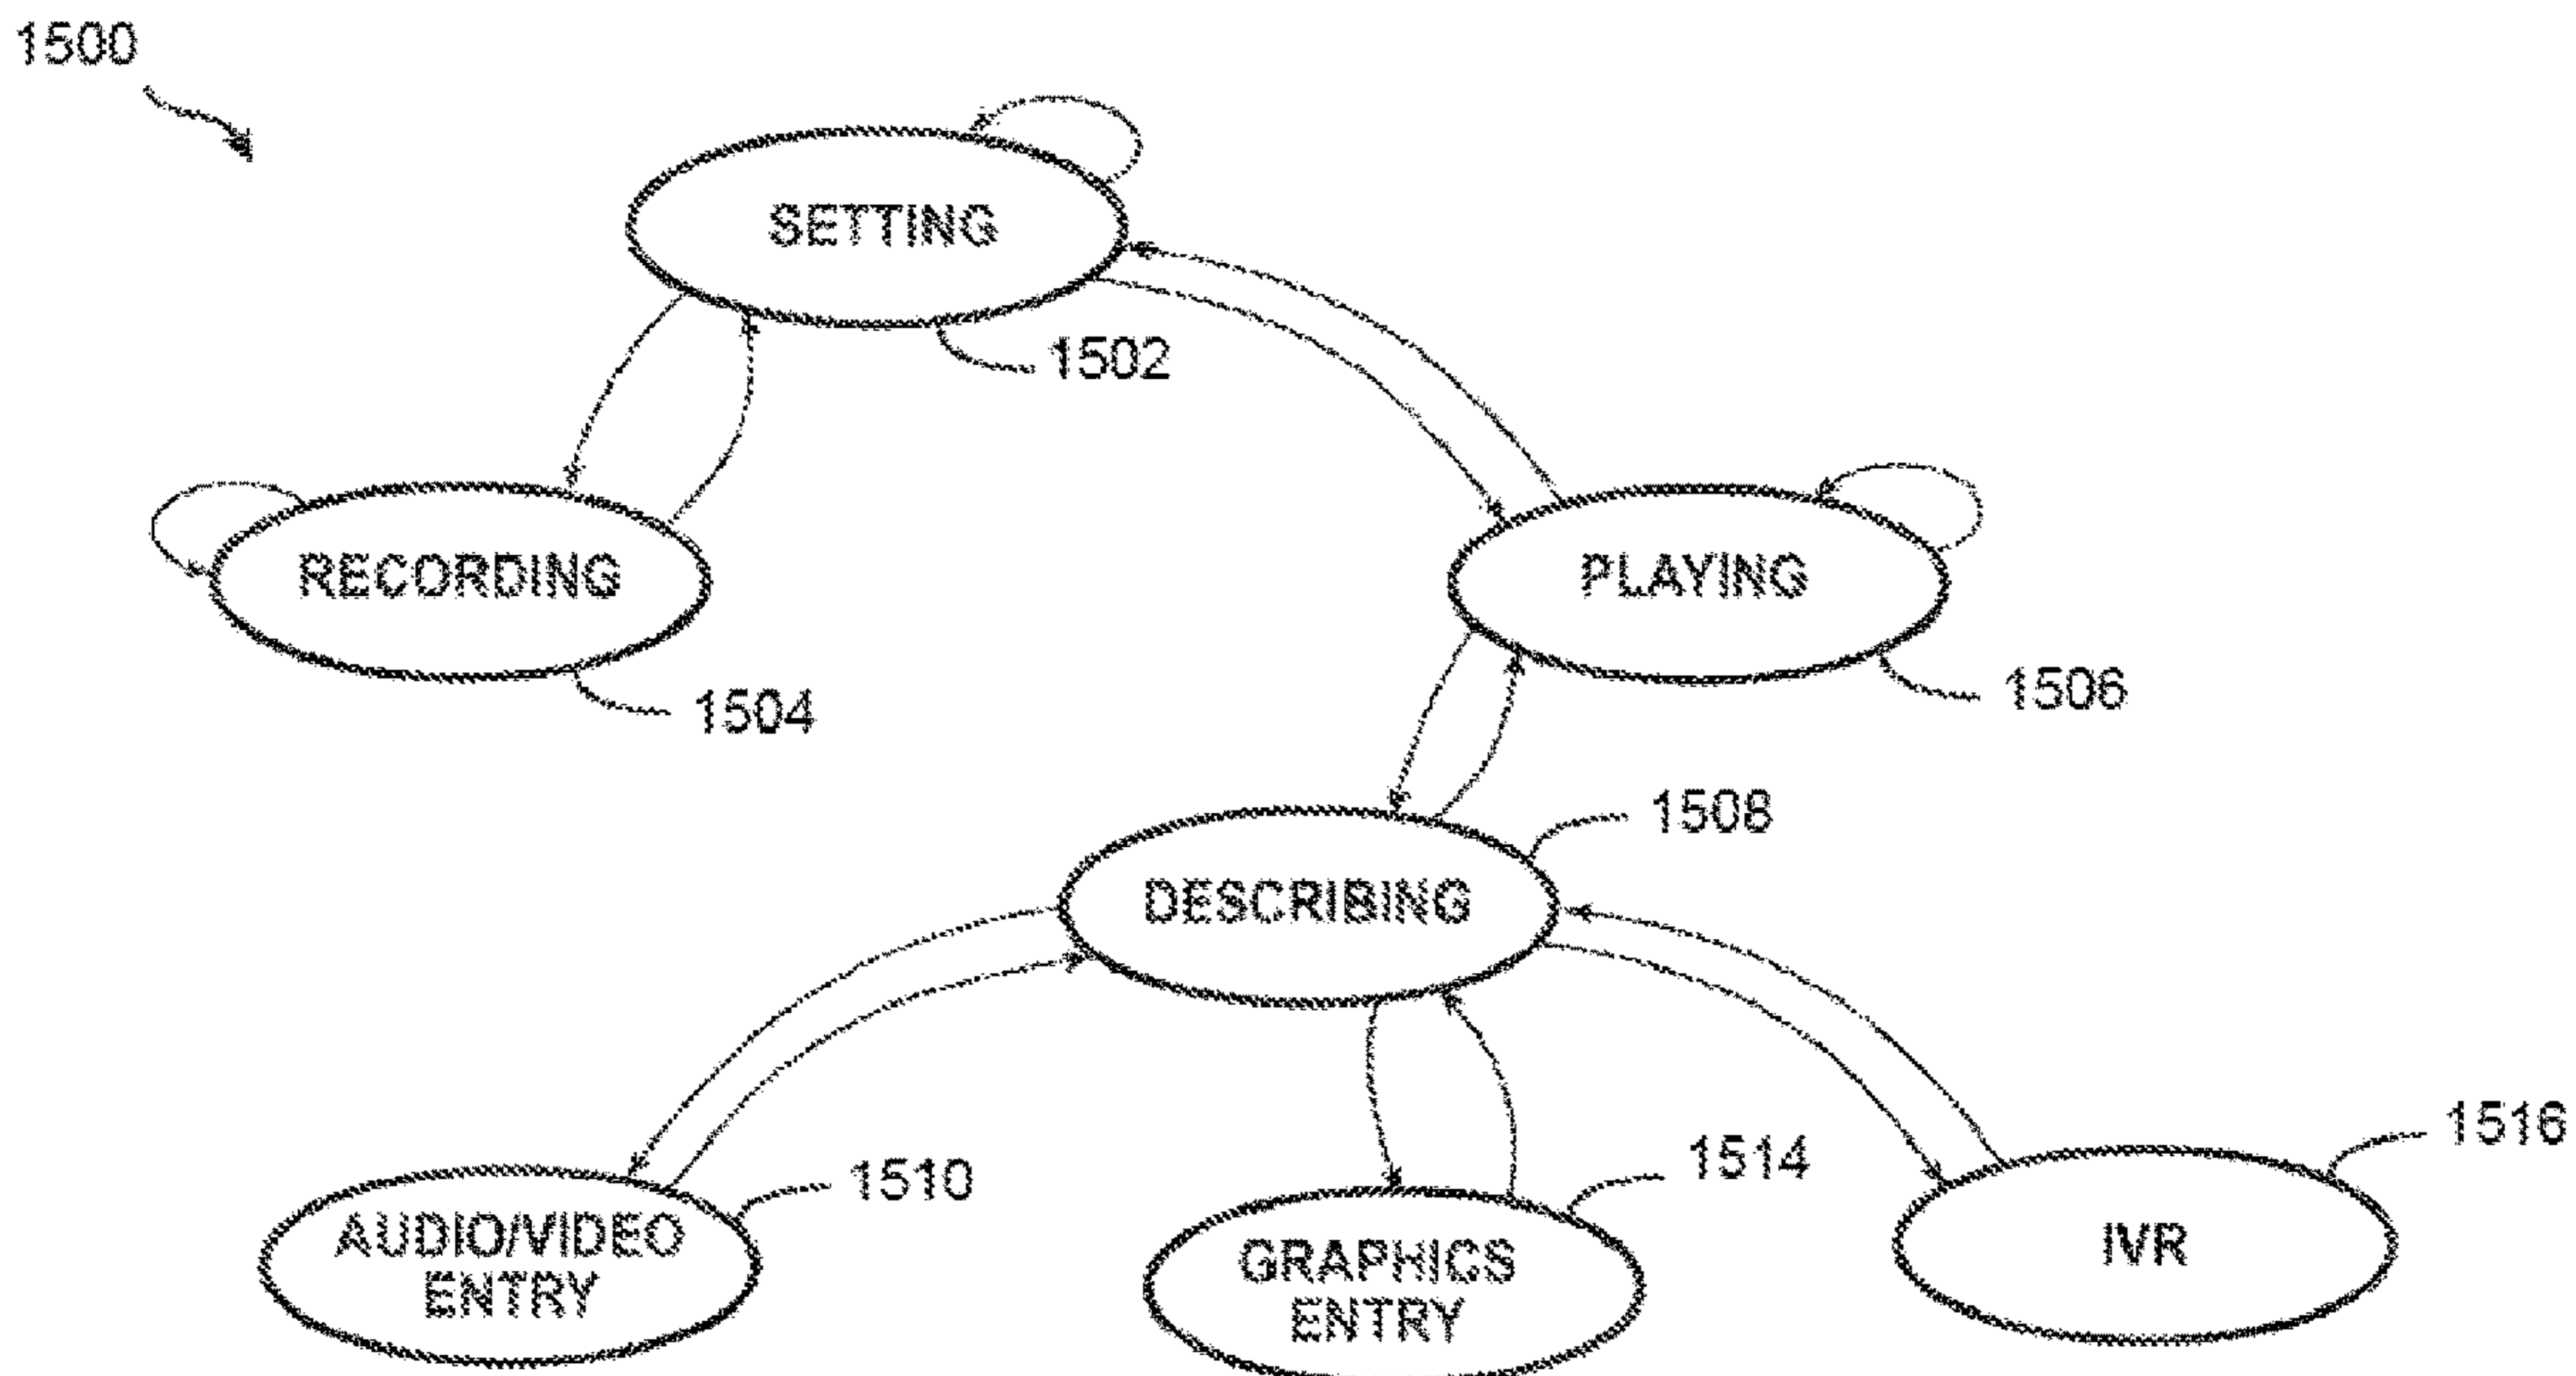 1500
SETTING
1502
RECORDING
1504
PLAYING
1506
1508
DESCRIBING
1510
AUDIO/VIDEO
ENTRY
1514
GRAPHICS
ENTRY
1516
IVR